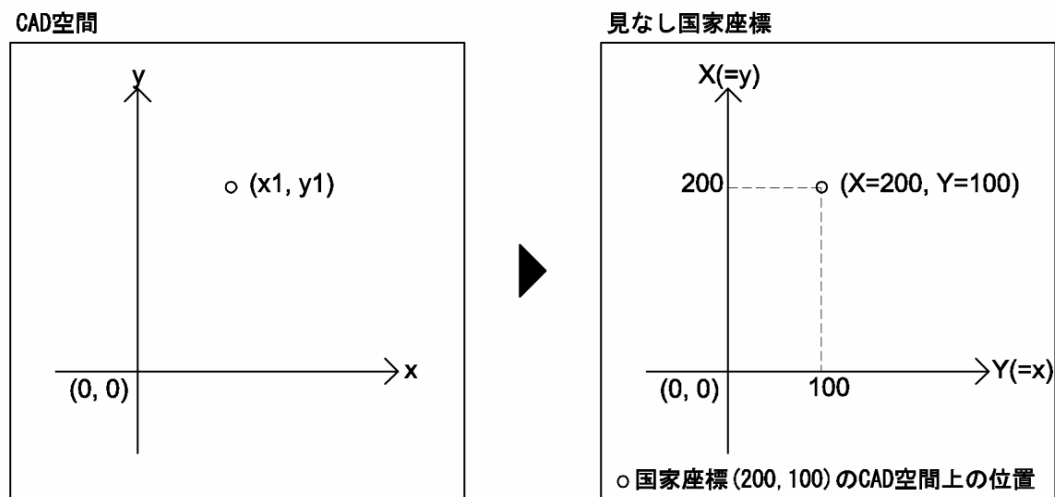 CAD空間
y
(x1, y1)
(0, 0)
x
見なし国家座標
X(=y)
200
(X=200, Y=100)
(0, 0)
100
Y(=x)
国家座標(200, 100)のCAD空間上の位置